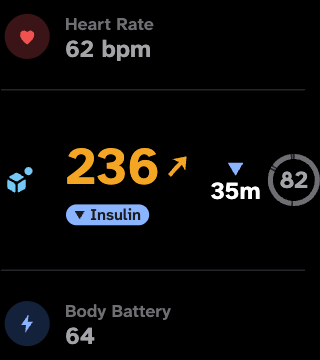 Heart Rate
62 bpm
236
35m
82
Insulin
Body Battery
64